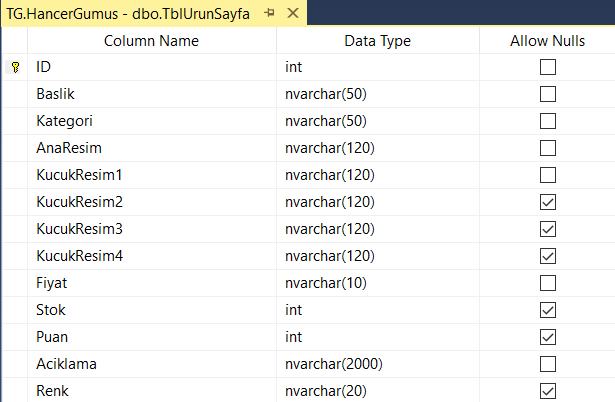 TG.HancerGumus - dbo.TblUrunSayfa
Column Name Data Type Allow Nulls
ID int
Baslik nvarchar(50)
Kategori nvarchar(50)
AnaResim nvarchar(120)
KucukResim1 nvarchar(120)
KucukResim2 nvarchar(120)
KucukResim3 nvarchar(120)
KucukResim4 nvarchar(120)
Fiyat nvarchar(10)
Stok int
Puan int
Aciklama nvarchar(2000)
Renk nvarchar(20)